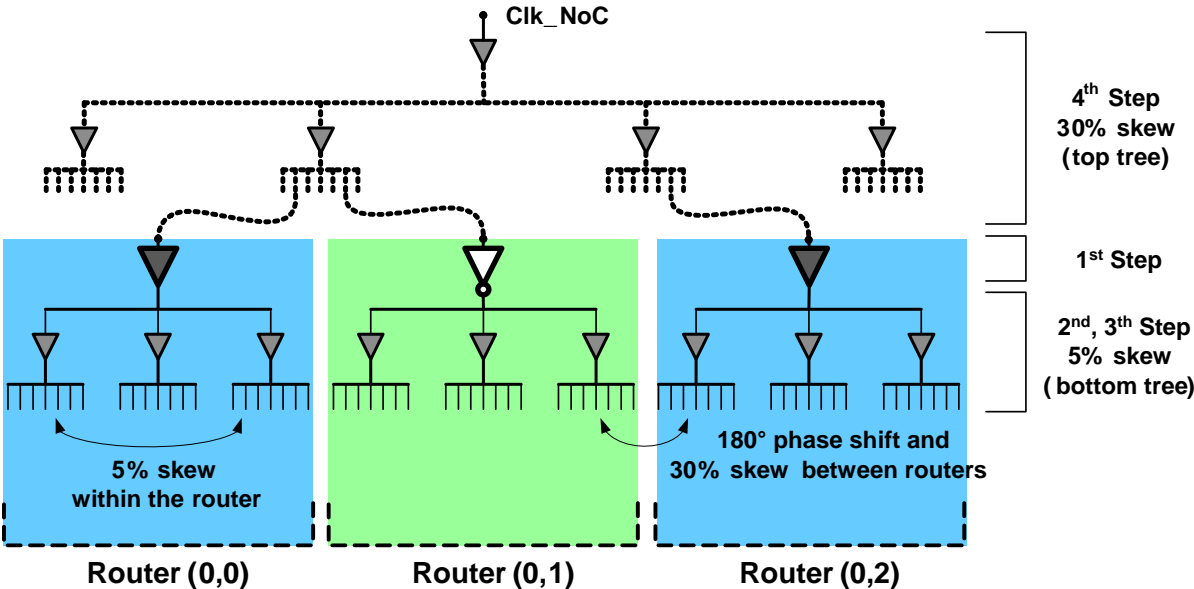 Clk_NoC
4th Step
30% skew
(top tree)
1st Step
2nd, 3th Step
5% skew
(bottom tree)
5% skew
within the router
180° phase shift and
30% skew between routers
Router (0,0)
Router (0,1)
Router (0,2)